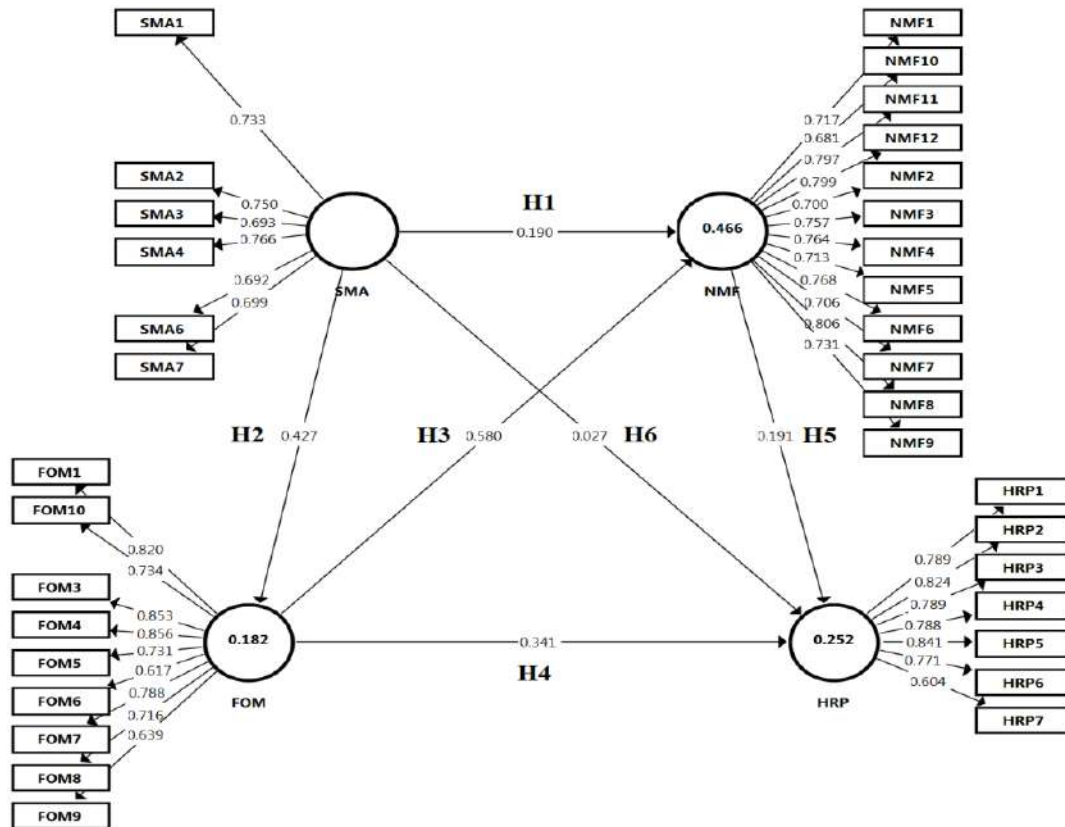 SMA1
NMF1
NMF10
NMF11
NMF12
0.733
0.717
0.681
0.797
0.799
SMA2
SMA3
SMA4
0.750
0.693
0.766
H1
0.190
0.466
NMF2
NMF3
NMF4
NMF5
0.700
0.757
0.764
0.713
SMA
NMF
0.692
0.699
0.768
0.706
0.806
0.731
SMA6
SMA7
NMF6
NMF7
NMF8
NMF9
H2
0.427
H3
0.580
0.027
H6
0.191
H5
FOM1
FOM10
0.820
0.734
HRP1
HRP2
HRP3
HRP4
HRP5
HRP6
HRP7
0.789
0.824
0.789
0.788
0.841
0.771
0.604
FOM3
FOM4
FOM5
FOM6
FOM7
FOM8
FOM9
0.853
0.856
0.731
0.617
0.788
0.716
0.639
0.182
FOM
0.341
H4
0.252
HRP